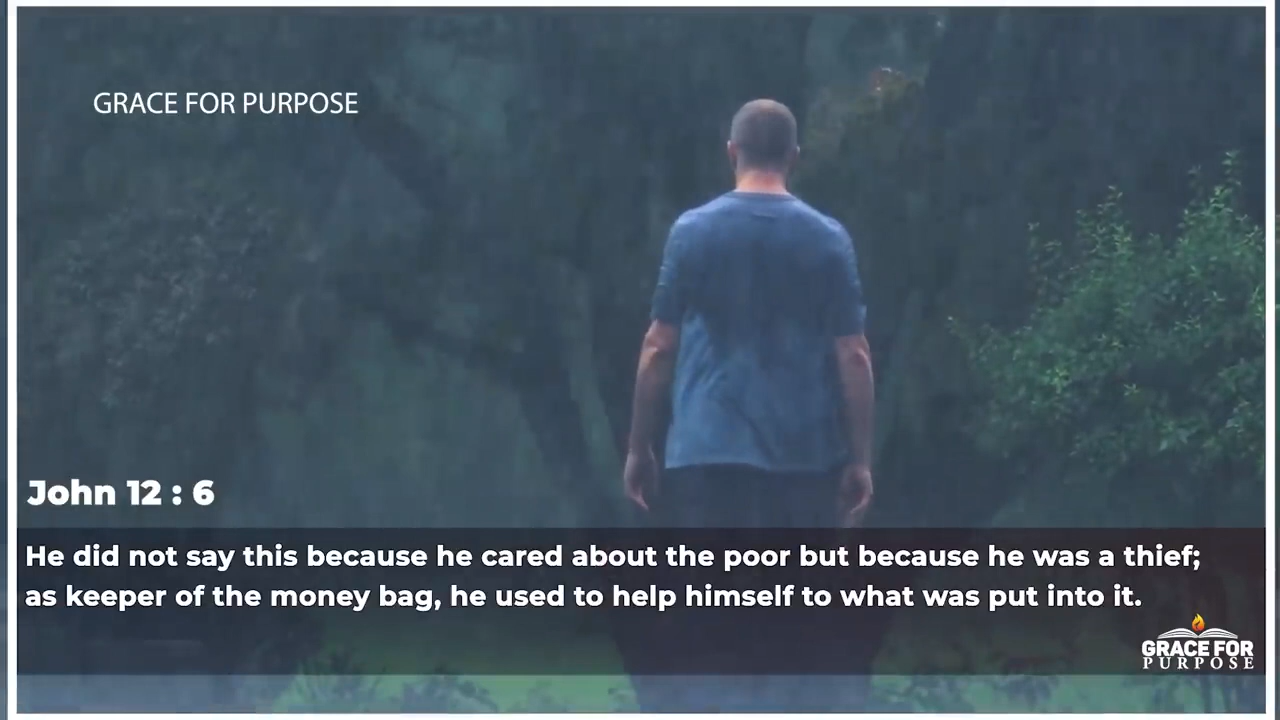 GRACE FOR PURPOSE
John 12 : 6
He did not say this because he cared about the poor but because he was a thief;
as keeper of the money bag, he used to help himself to what was put into it.
GRACE FOR
PURPOSE